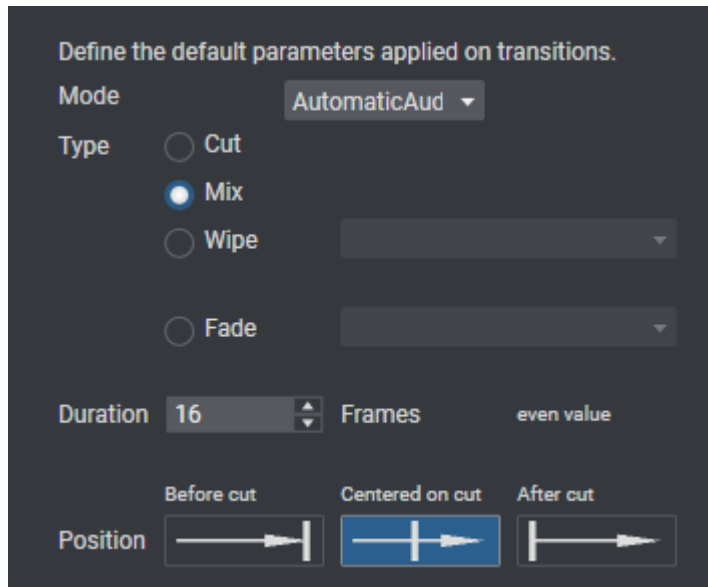 Define the default parameters applied on transitions.
Mode AutomaticAud
Type Cut
Mix
Wipe
Fade
Duration 16 Frames even value
Before cut Centered on cut After cut
Position